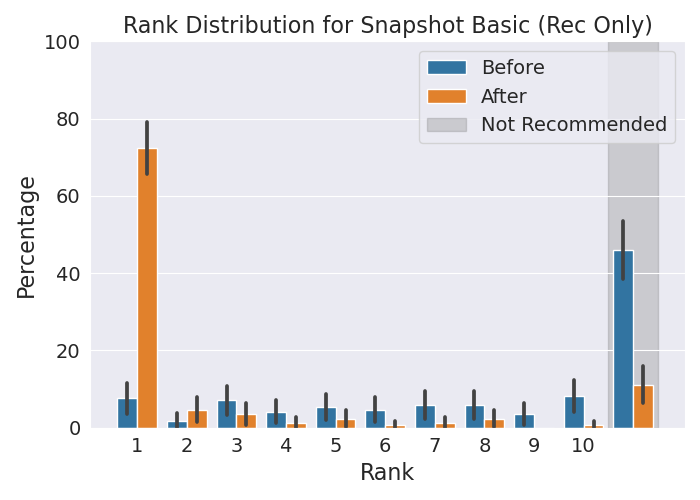 Rank Distribution for Snapshot Basic (Rec Only)
100
80
60
40
20
0
Percentage
Before
After
Not Recommended
1 2 3 4 5 6 7 8 9 10
Rank